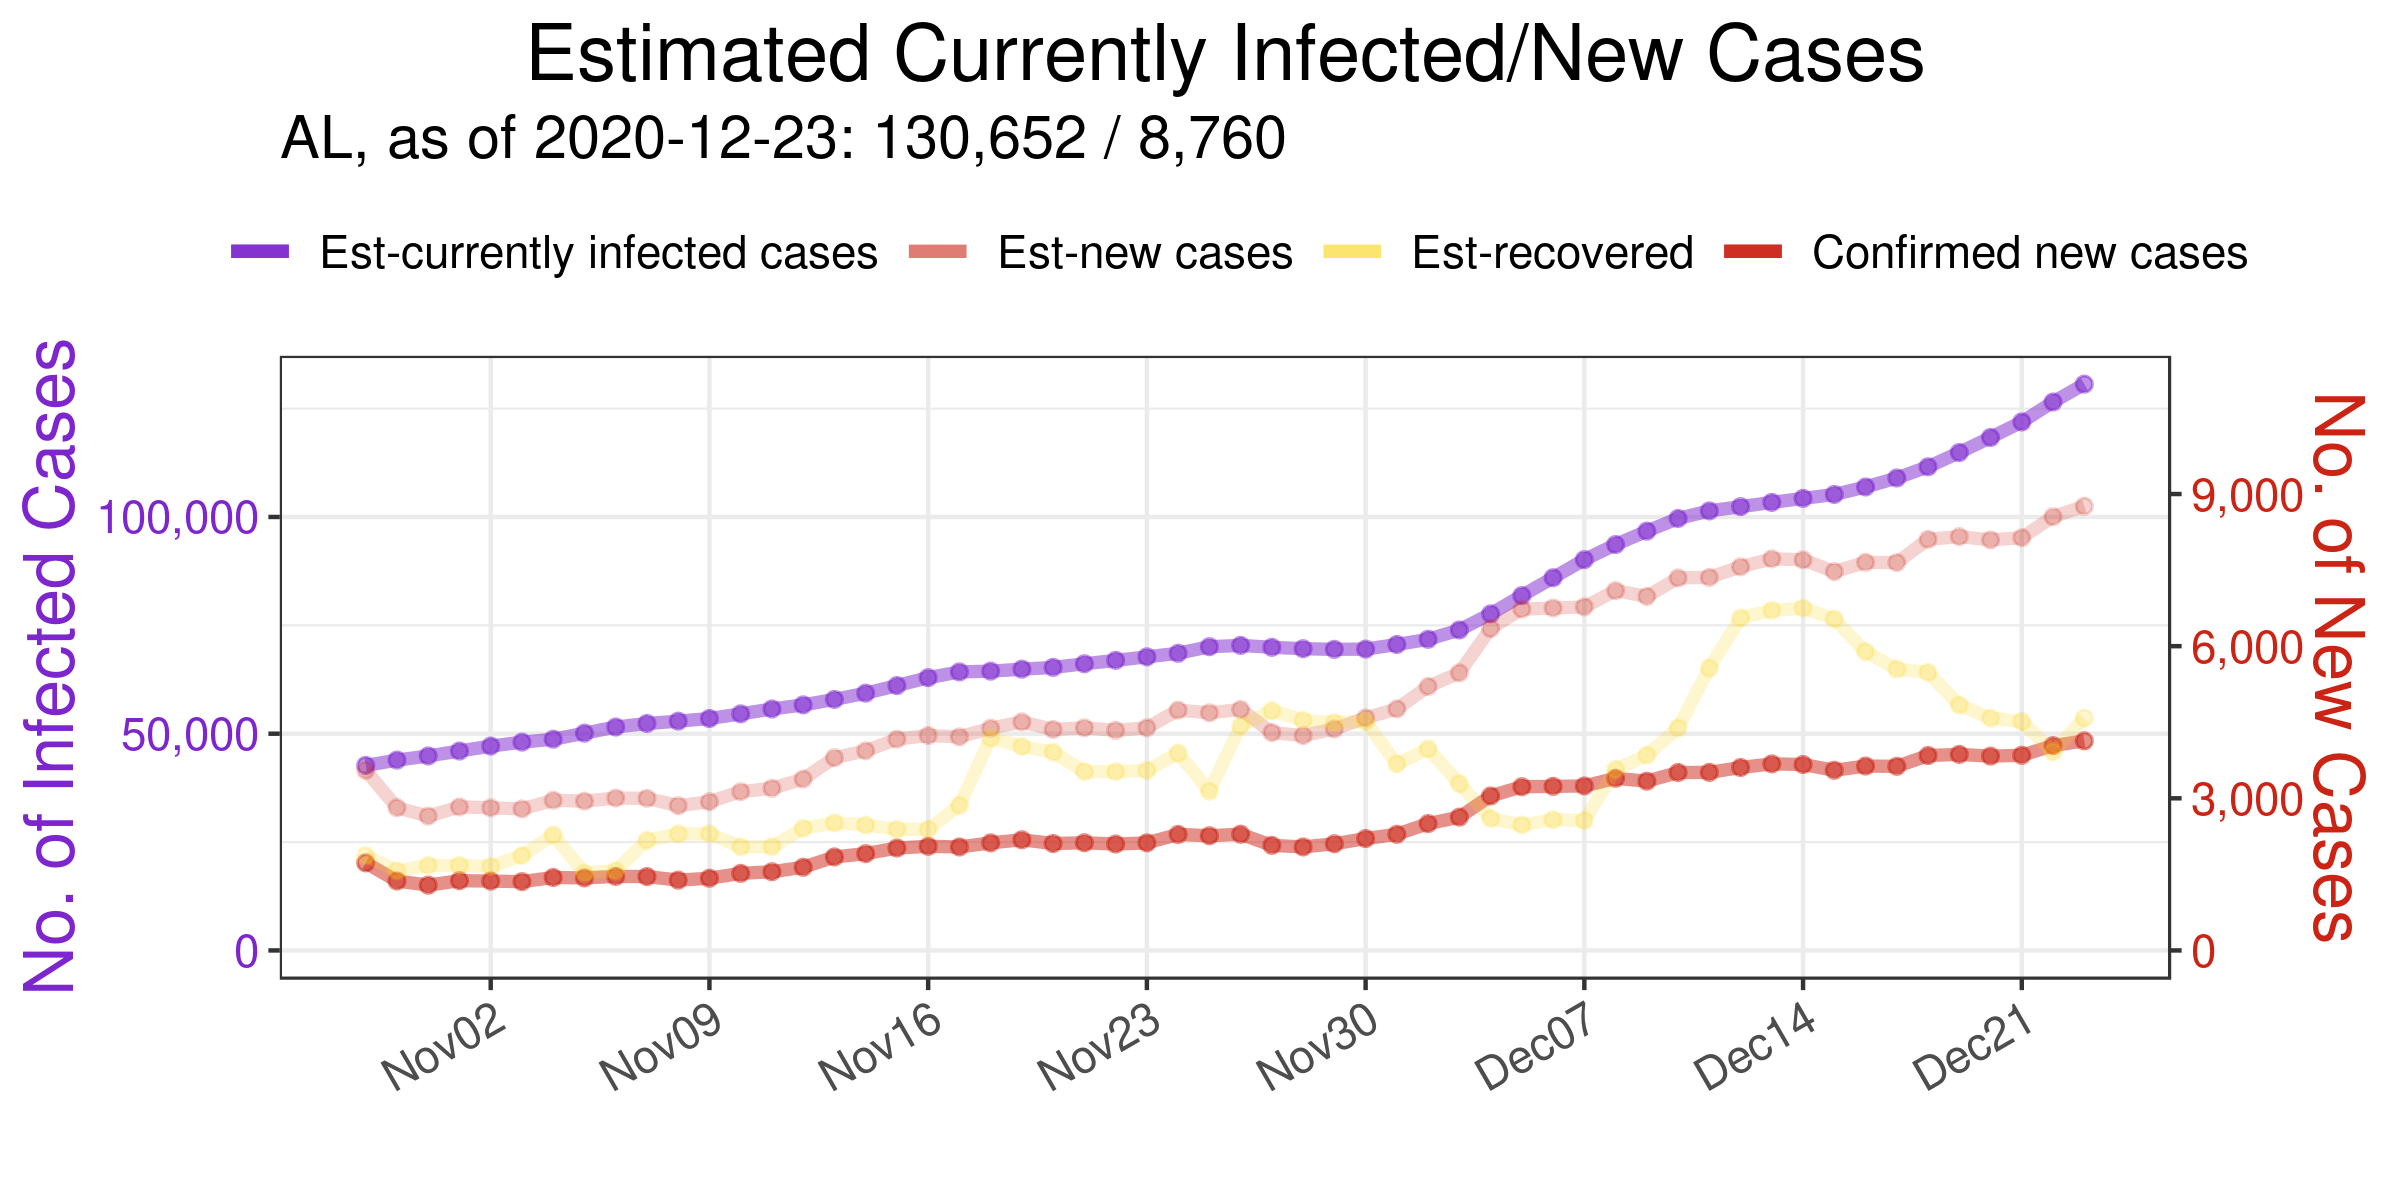 Estimated Currently Infected/New Cases
AL, as of 2020-12-23: 130,652 / 8,760
Est-currently infected cases Est-new cases Est-recovered Confirmed new cases
No. of Infected Cases
100,000
50,000
0
9,000
6,000
3,000
0
No. of New Cases
Nov02 Nov09 Nov16 Nov23 Nov30 Dec07 Dec14 Dec21